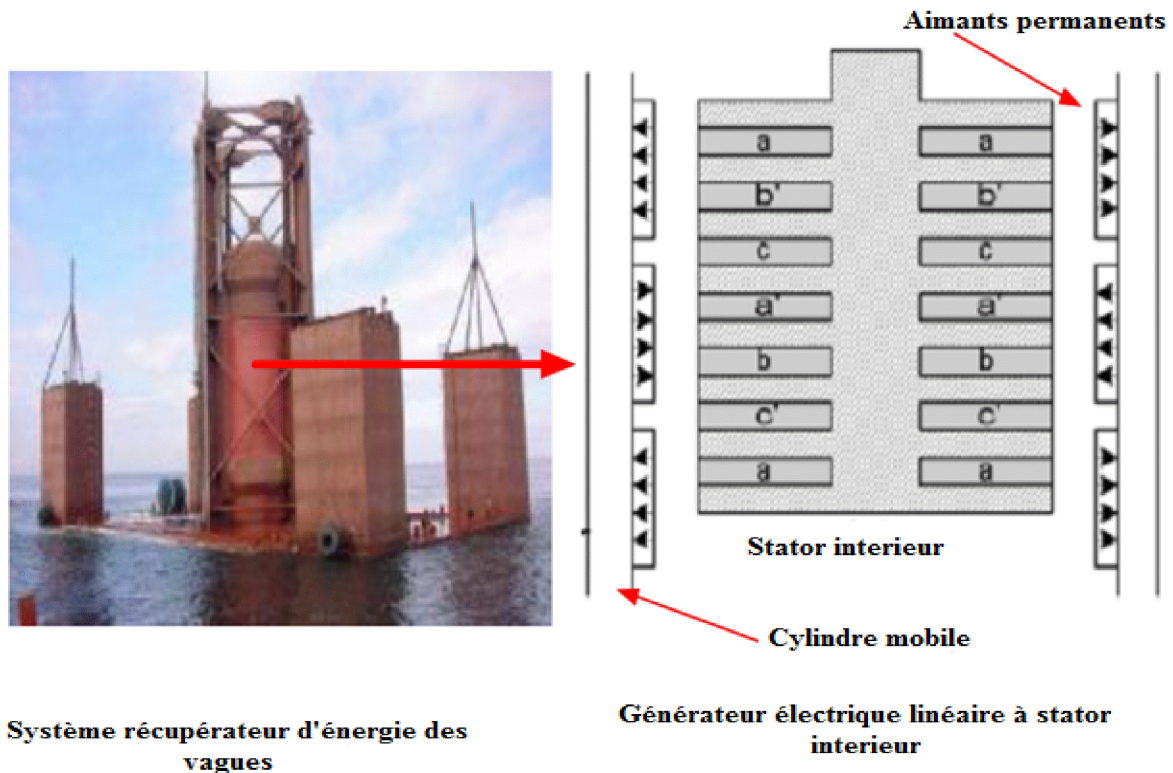 Aimants permanents
a a
b' b'
c c
a' a'
b b
c' c'
a a
Stator interieur
Cylindre mobile
Système récupérateur d'énergie des
vagues
Générateur électrique linéaire à stator
interieur